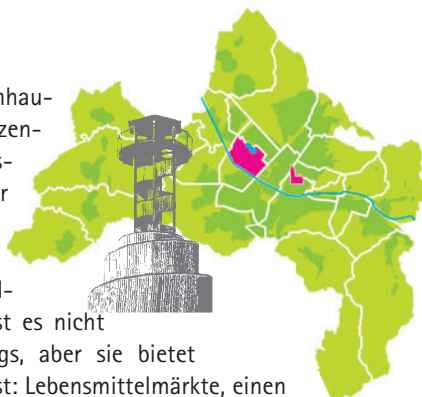 nhau-
zen-
s-
r
d-
st es nicht
gs, aber sie bietet
st: Lebensmittelmärkte, einen